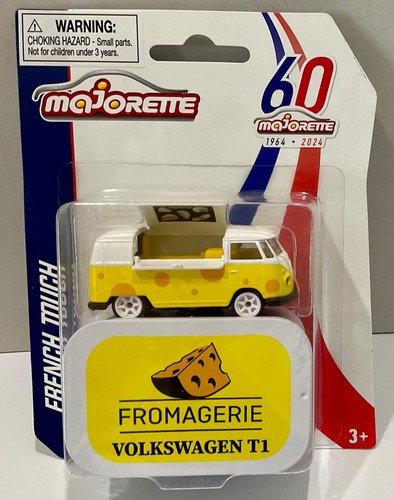 WARNING:
CHOKING HAZARD - Small parts.
Not for children under 3 years.
majorette
60
majorette
1964 • 2024
FRENCH TOUCH
FROMAGERIE
VOLKSWAGEN T1
3+